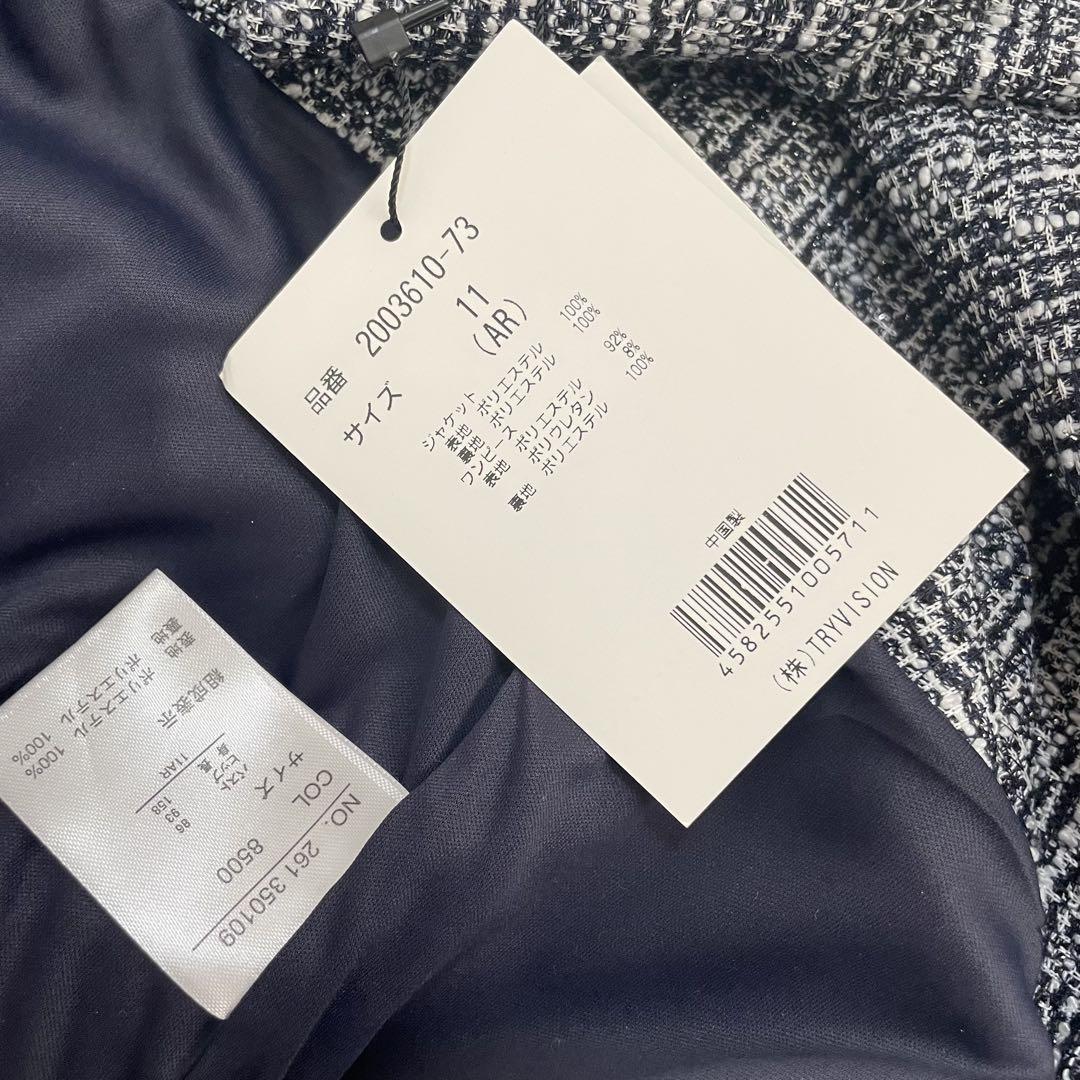 品番 2003610-73
サイズ 11
(AR)
ジャケット
表地 ポリエステル 100%
裏地 ポリエステル 100%
ワンピース
表地 ポリエステル 92%
ポリウレタン 8%
裏地 ポリエステル 100%
中国製
4582551005711
(株)TRYVISION
NO. 261 350109
COL 8500
サイズ 11AR
バスト 86
ヒップ 93
身長 158
組成表示
表地 ポリエステル 100%
裏地 ポリエステル 100%